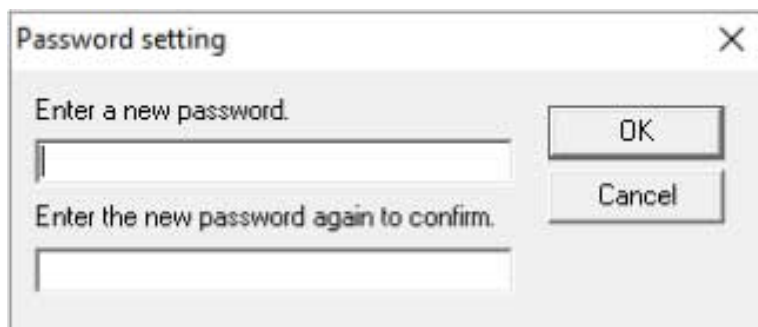 Password setting
Enter a new password.
OK
Cancel
Enter the new password again to confirm.